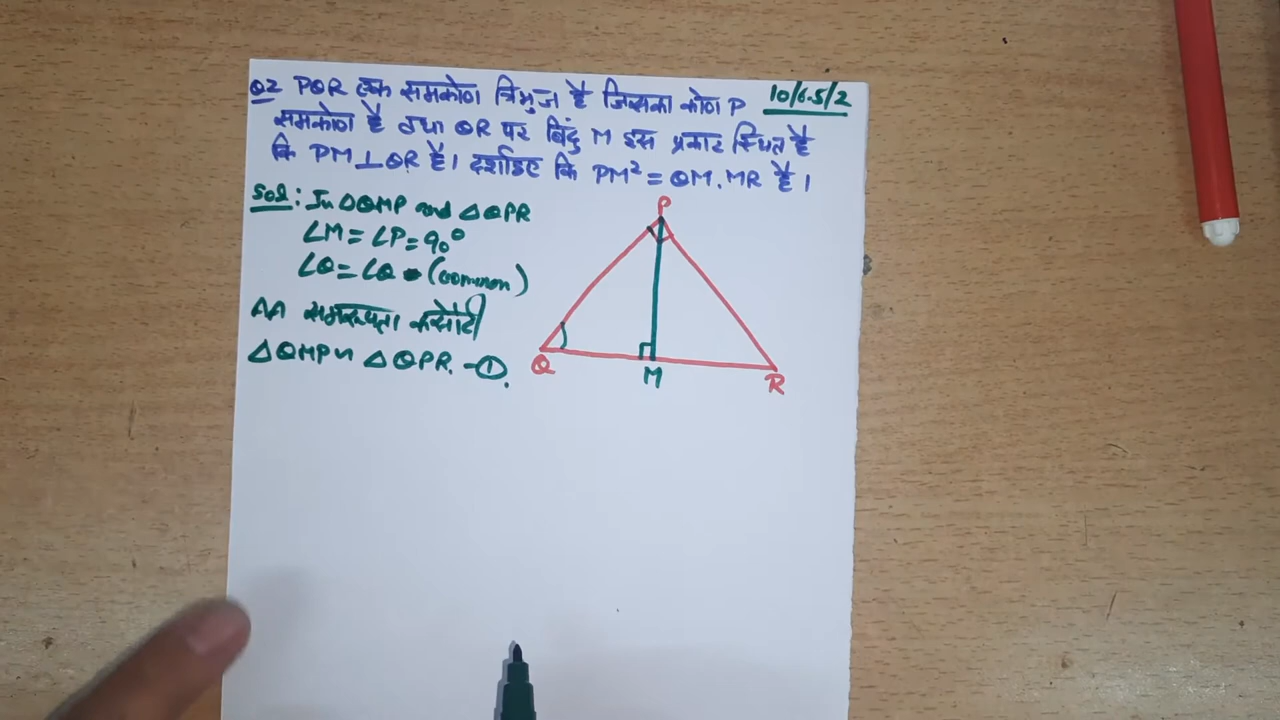 Q2 PQR एक समकोण त्रिभुज है जिसका कोण P 10/6.5/2
समकोण है तथा QR पर बिंदु M इस प्रकार स्थित है
कि PM⊥QR है। दर्शाइए कि PM² = QM.MR है।
Sol: In △QMP and △QPR
∠M = ∠P = 90°
∠Q = ∠Q (common)
AA समरूपता कसौटी
△QMP ~ △QPR. -①.
P
Q
M
R